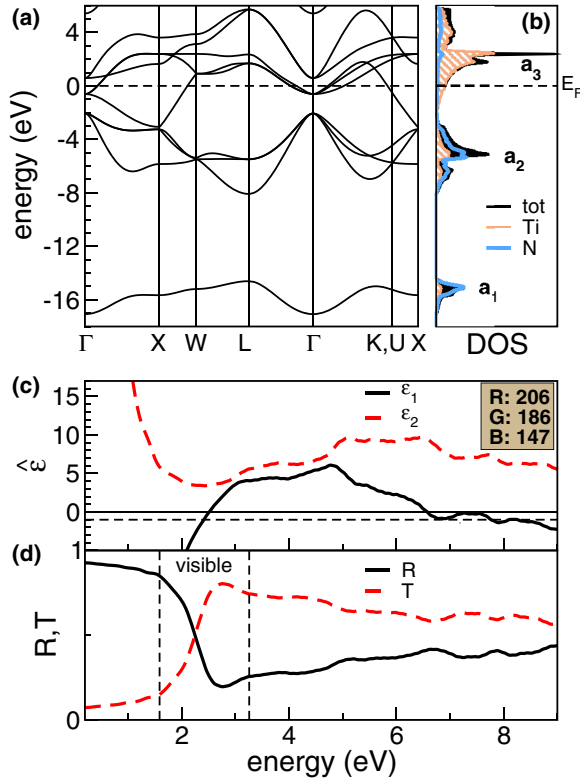 (a)
(b)
energy (eV)
4
0
-4
-8
-12
-16
Γ X W L Γ K,U X
a3
EF
a2
tot
Ti
N
a1
DOS
(c)
ε̂
15
10
5
0
ε1
ε2
R: 206
G: 186
B: 147
(d)
R,T
1
0
visible
R
T
2 4 6 8
energy (eV)